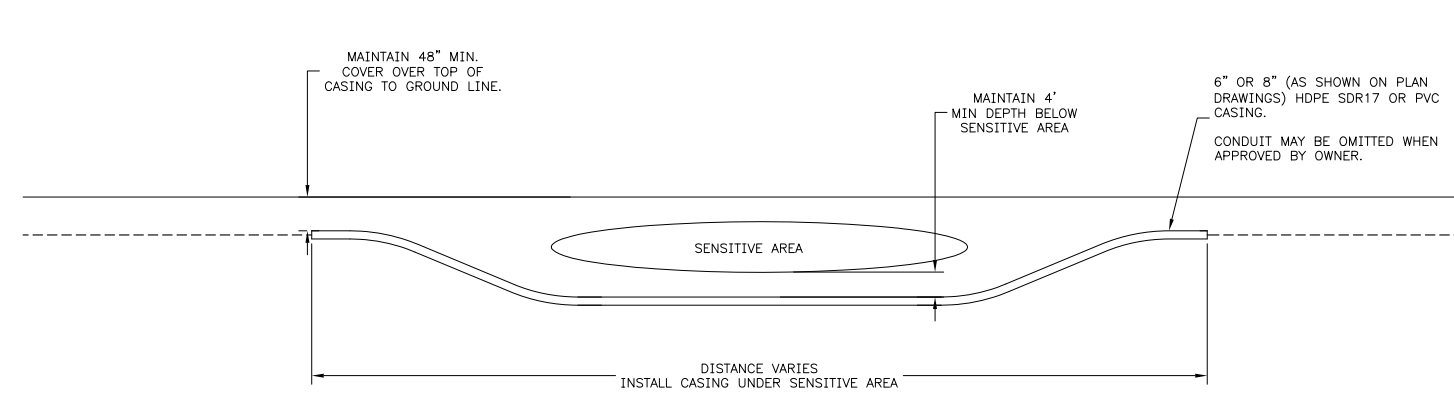 MAINTAIN 48" MIN.
COVER OVER TOP OF
CASING TO GROUND LINE.
MAINTAIN 4'
MIN DEPTH BELOW
SENSITIVE AREA
6" OR 8" (AS SHOWN ON PLAN
DRAWINGS) HDPE SDR17 OR PVC
CASING.
CONDUIT MAY BE OMITTED WHEN
APPROVED BY OWNER.
SENSITIVE AREA
DISTANCE VARIES
INSTALL CASING UNDER SENSITIVE AREA